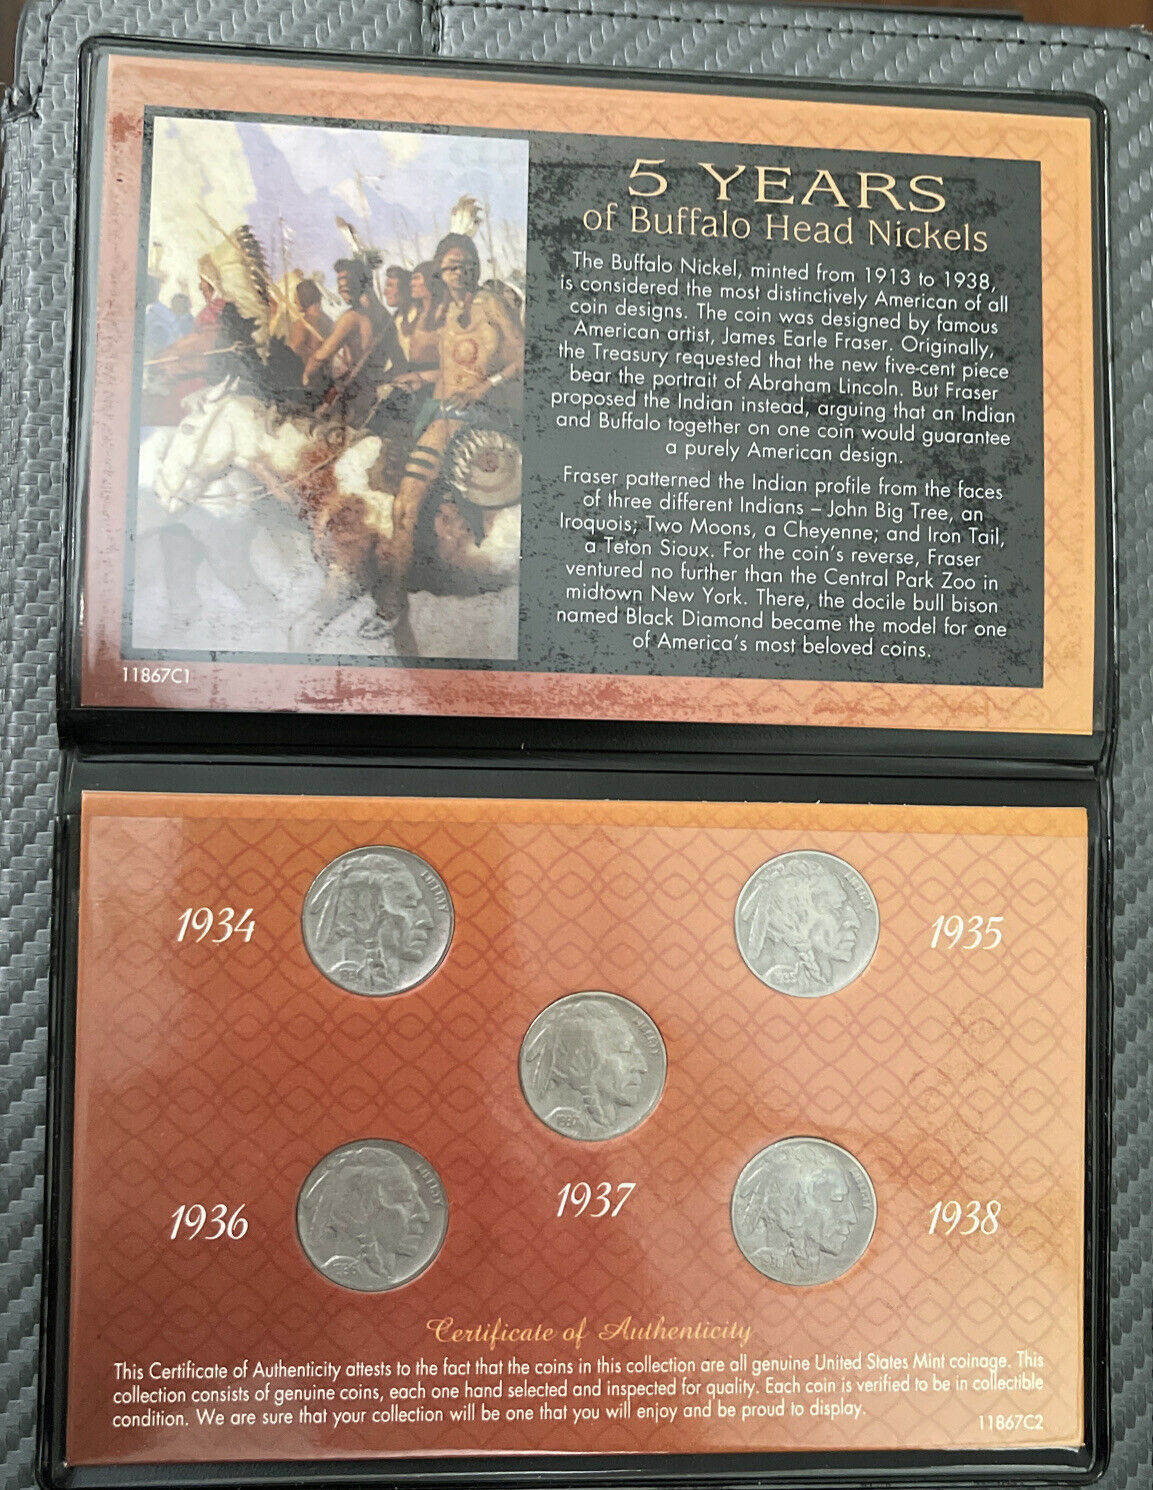 5 YEARS
of Buffalo Head Nickels
The Buffalo Nickel, minted from 1913 to 1938,
is considered the most distinctively American of all
coin designs. The coin was designed by famous
American artist, James Earle Fraser. Originally,
the Treasury requested that the new five-cent piece
bear the portrait of Abraham Lincoln. But Fraser
proposed the Indian instead, arguing that an Indian
and Buffalo together on one coin would guarantee
a purely American design.
Fraser patterned the Indian profile from the faces
of three different Indians – John Big Tree, an
Iroquois; Two Moons, a Cheyenne; and Iron Tail,
a Teton Sioux. For the coin's reverse, Fraser
ventured no further than the Central Park Zoo in
midtown New York. There, the docile bull bison
named Black Diamond became the model for one
of America's most beloved coins.
11867C1
1934
LIBERTY
1935
LIBERTY
1935
LIBERTY
1937
1936
LIBERTY
1937
1938
LIBERTY
Certificate of Authenticity
This Certificate of Authenticity attests to the fact that the coins in this collection are all genuine United States Mint coinage. This
collection consists of genuine coins, each one hand selected and inspected for quality. Each coin is verified to be in collectible
condition. We are sure that your collection will be one that you will enjoy and be proud to display.
11867C2